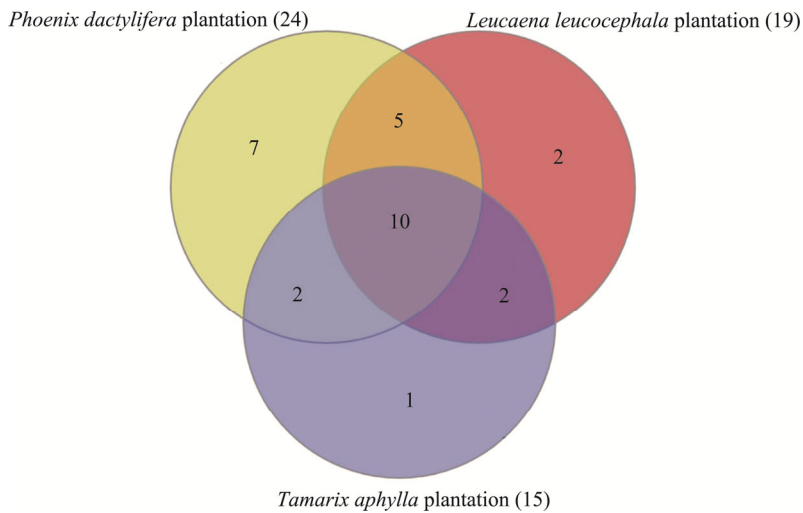 Phoenix dactylifera plantation (24)
Leucaena leucocephala plantation (19)
5
7
2
10
2
2
1
Tamarix aphylla plantation (15)